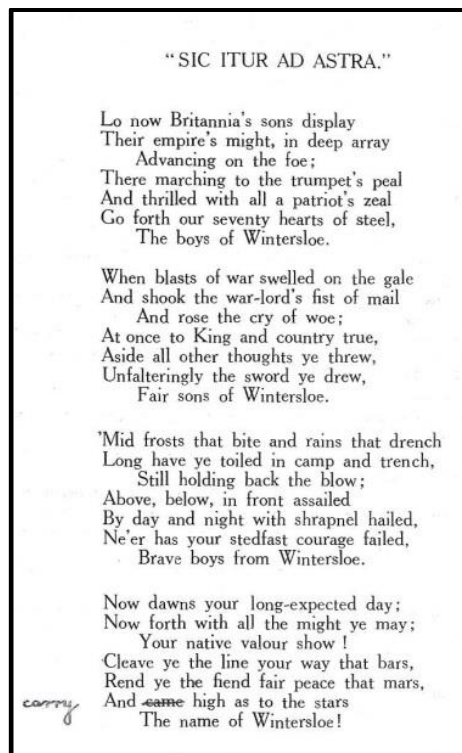 "SIC ITUR AD ASTRA."
Lo now Britannia's sons display
Their empire's might, in deep array
Advancing on the foe;
There marching to the trumpet's peal
And thrilled with all a patriot's zeal
Go forth our seventy hearts of steel,
The boys of Wintersloe.
When blasts of war swelled on the gale
And shook the war-lord's fist of mail
And rose the cry of woe;
At once to King and country true,
Aside all other thoughts ye threw,
Unfalteringly the sword ye drew,
Fair sons of Wintersloe.
'Mid frosts that bite and rains that drench
Long have ye toiled in camp and trench,
Still holding back the blow;
Above, below, in front assailed
By day and night with shrapnel hailed,
Ne'er has your stedfast courage failed,
Brave boys from Wintersloe.
Now dawns your long-expected day;
Now forth with all the might ye may;
Your native valour show!
Cleave ye the line your way that bars,
Rend ye the fiend fair peace that mars,
carry And came high as to the stars
The name of Wintersloe!